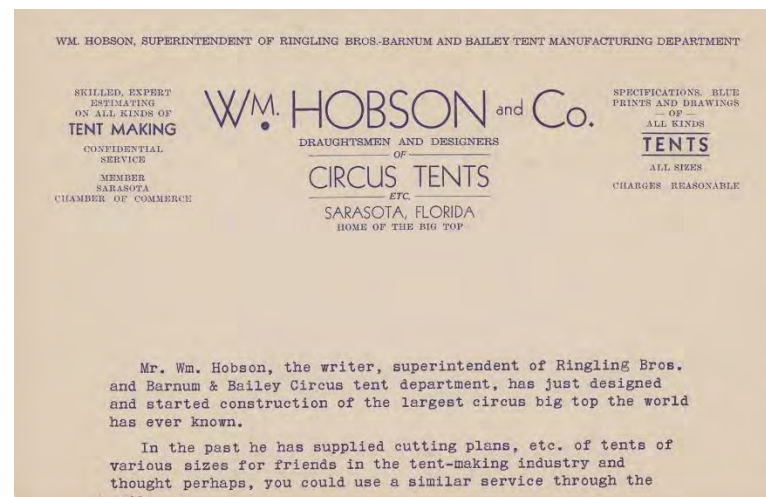 WM. HOBSON, SUPERINTENDENT OF RINGLING BROS.-BARNUM AND BAILEY TENT MANUFACTURING DEPARTMENT
SKILLED, EXPERT
ESTIMATING
ON ALL KINDS OF
TENT MAKING
CONFIDENTIAL
SERVICE
MEMBER
SARASOTA
CHAMBER OF COMMERCE
WM. HOBSON and Co.
DRAUGHTSMEN AND DESIGNERS
OF
CIRCUS TENTS
ETC.
SARASOTA, FLORIDA
HOME OF THE BIG TOP
SPECIFICATIONS, BLUE
PRINTS AND DRAWINGS
— OF —
ALL KINDS
TENTS
ALL SIZES
CHARGES REASONABLE
Mr. Wm. Hobson, the writer, superintendent of Ringling Bros.
and Barnum & Bailey Circus tent department, has just designed
and started construction of the largest circus big top the world
has ever known.
In the past he has supplied cutting plans, etc. of tents of
various sizes for friends in the tent-making industry and
thought perhaps, you could use a similar service through the